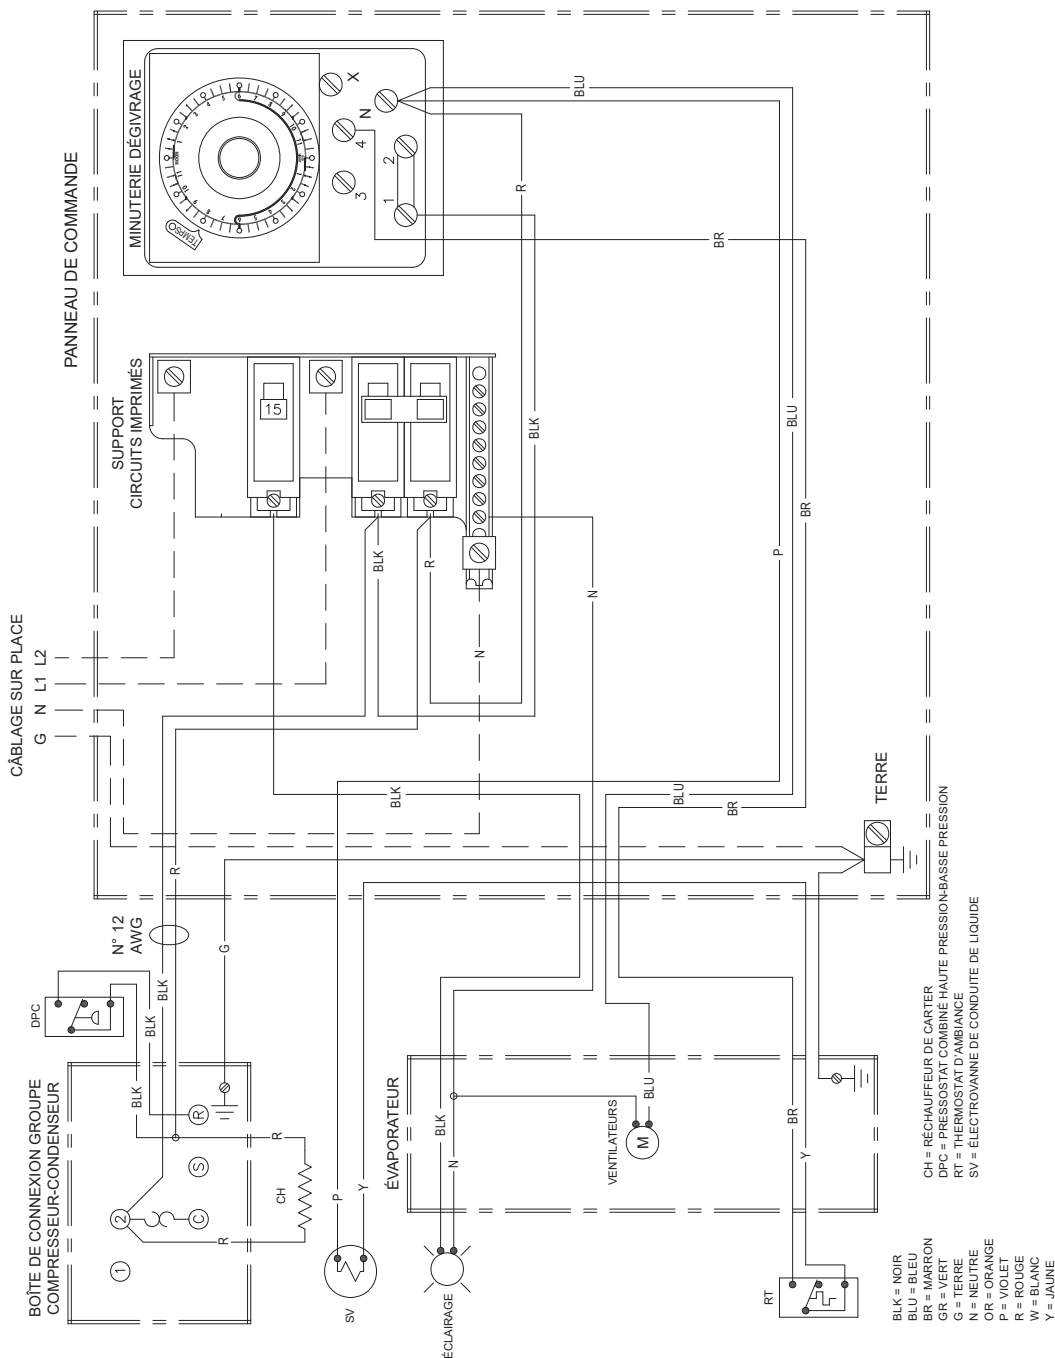 PANNEAU DE COMMANDE
MINUTERIE DÉGIVRAGE
TEMPSO
X
N
4
3
2
1
BLU
R
BR
BLK
BLU
BR
P
N
SUPPORT
CIRCUITS IMPRIMÉS
15
BLK
R
N
CÂBLAGE SUR PLACE
G N L1 L2
BLK
BLU
BR
TERRE
R
N° 12
AWG
G
BLK
DPC
BLK
BLK
BOÎTE DE CONNEXION GROUPE
COMPRESSEUR-CONDENSEUR
1
2
S
C
R
R
R
CH
P
Y
SV
ÉVAPORATEUR
BLK
N
BLU
VENTILATEURS
M
BR
Y
ÉCLAIRAGE
RT
CH = RÉCHAUFFEUR DE CARTER
DPC = PRESSOSTAT COMBINÉ HAUTE PRESSION-BASSE PRESSION
RT = THERMOSTAT D'AMBIANCE
SV = ÉLECTROVANNE DE CONDUITE DE LIQUIDE
BLK = NOIR
BLU = BLEU
BR = MARRON
GR = VERT
G = TERRE
N = NEUTRE
OR = ORANGE
P = VIOLET
R = ROUGE
W = BLANC
Y = JAUNE